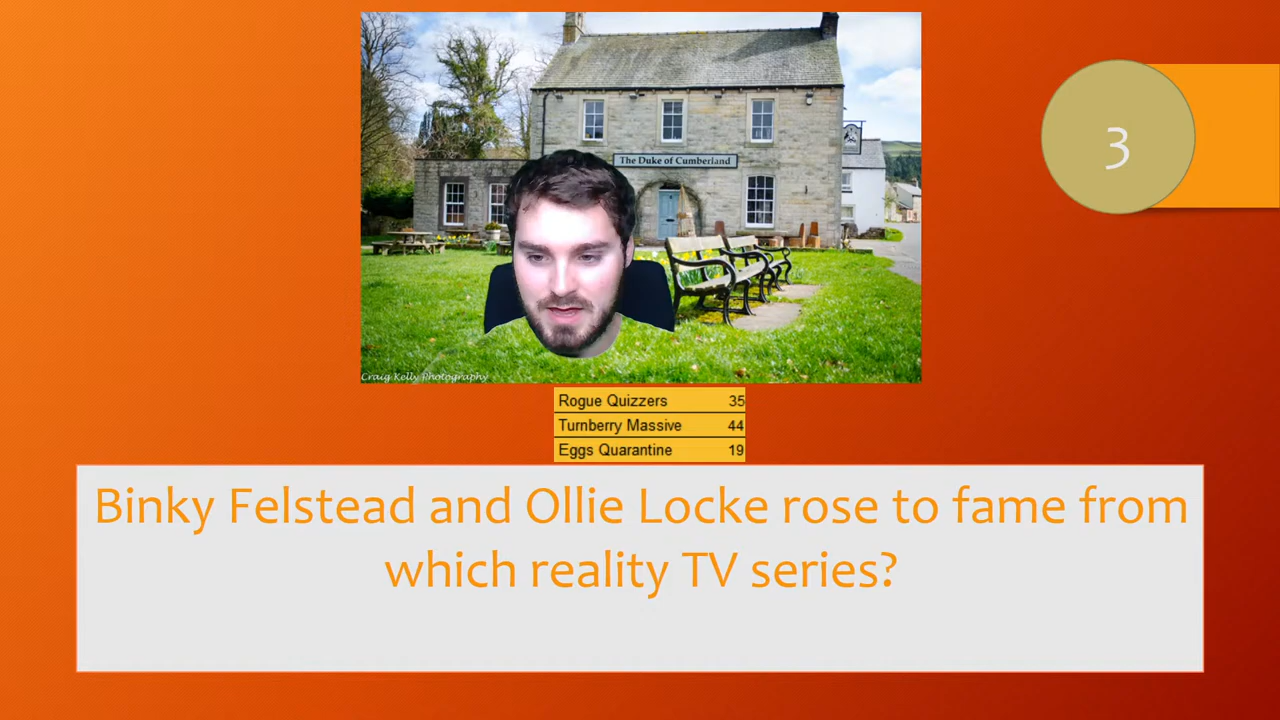 3
The Duke of Cumberland
Craig Kelly Photography
Rogue Quizzers 35
Turnberry Massive 44
Eggs Quarantine 19
Binky Felstead and Ollie Locke rose to fame from
which reality TV series?